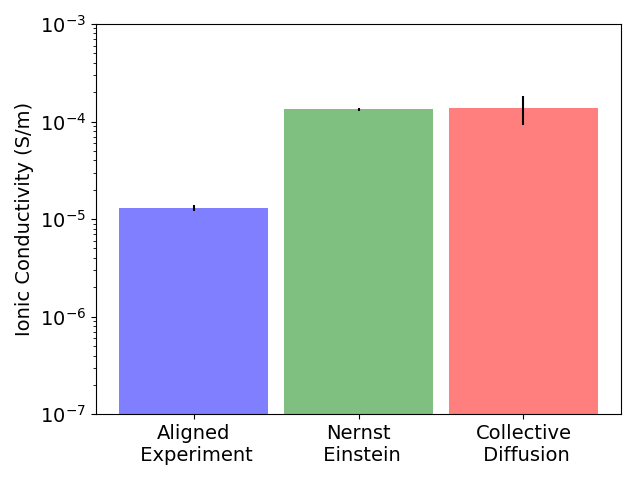 10⁻³
10⁻⁴
10⁻⁵
10⁻⁶
10⁻⁷
Ionic Conductivity (S/m)
Aligned
Experiment
Nernst
Einstein
Collective
Diffusion